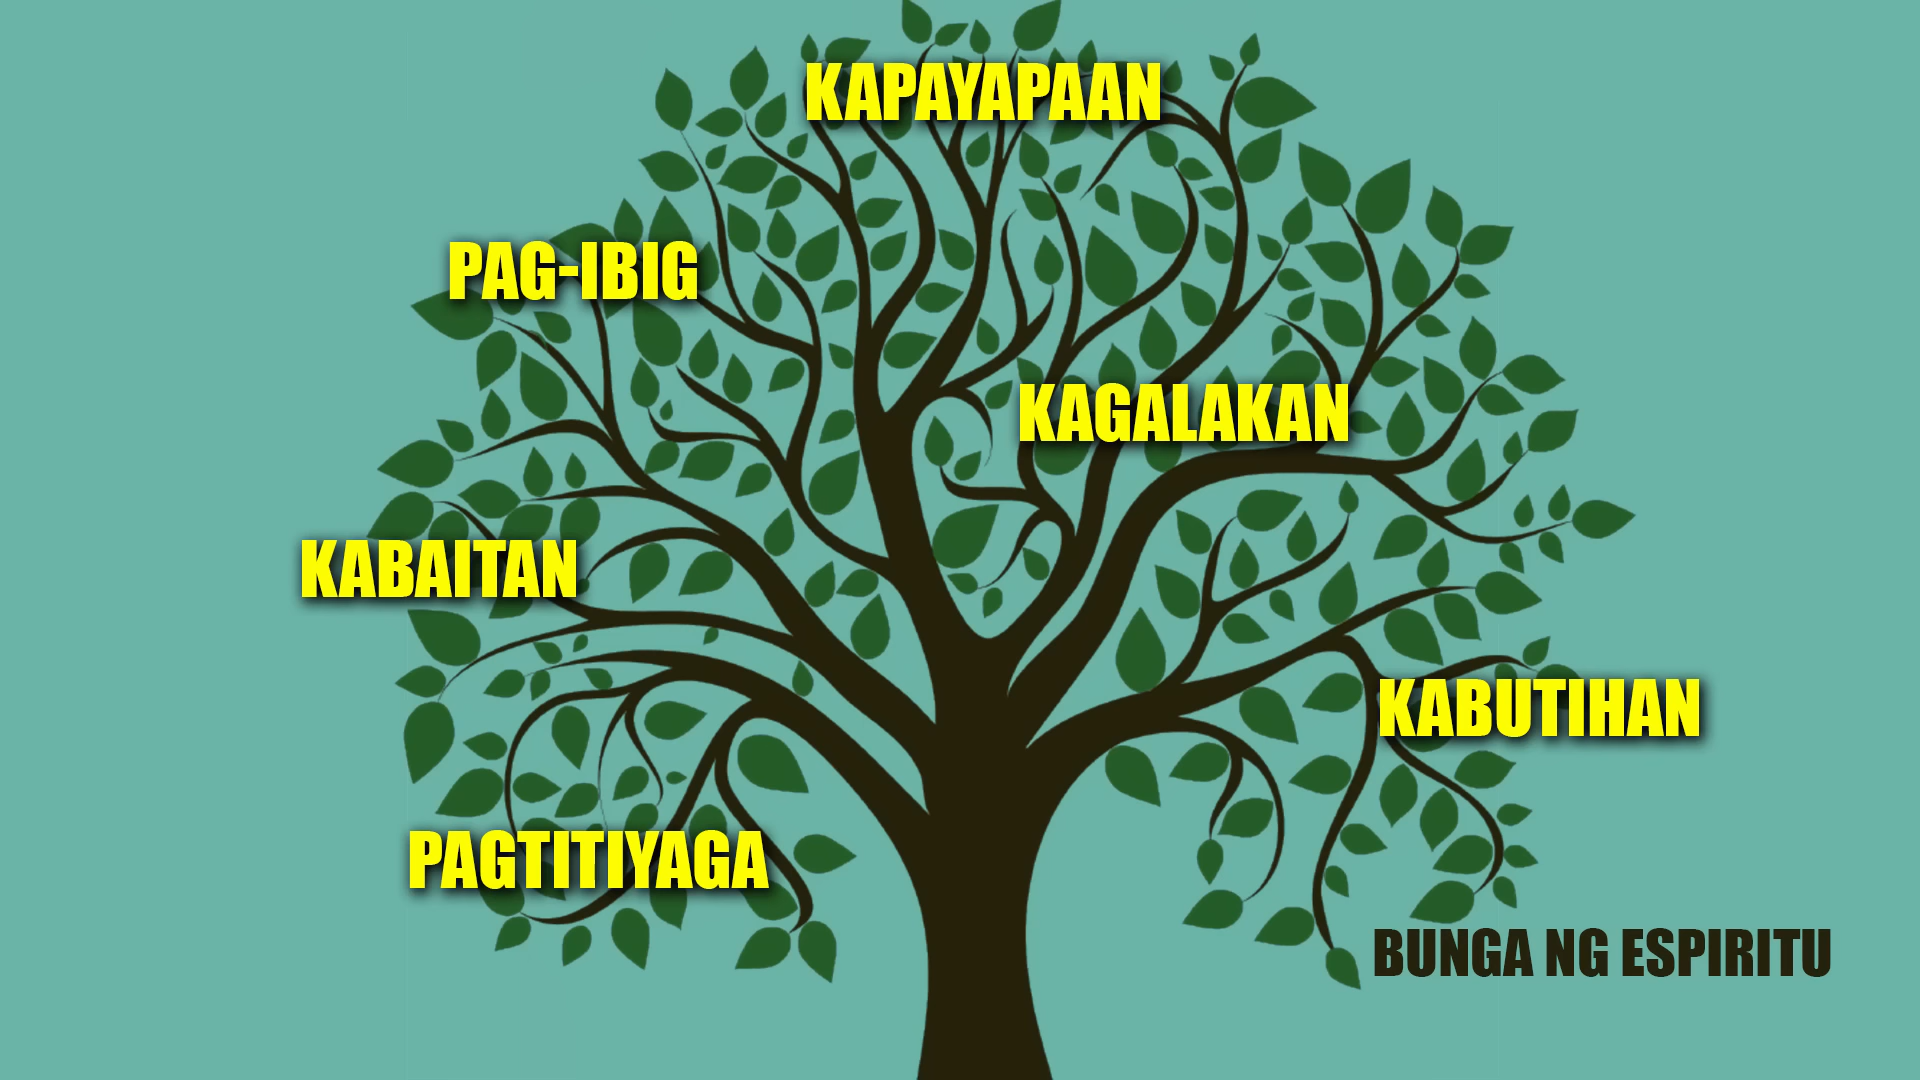 KAPAYAPAAN
PAG-IBIG
KAGALAKAN
KABAITAN
KABUTIHAN
PAGTITIYAGA
BUNGA NG ESPIRITU